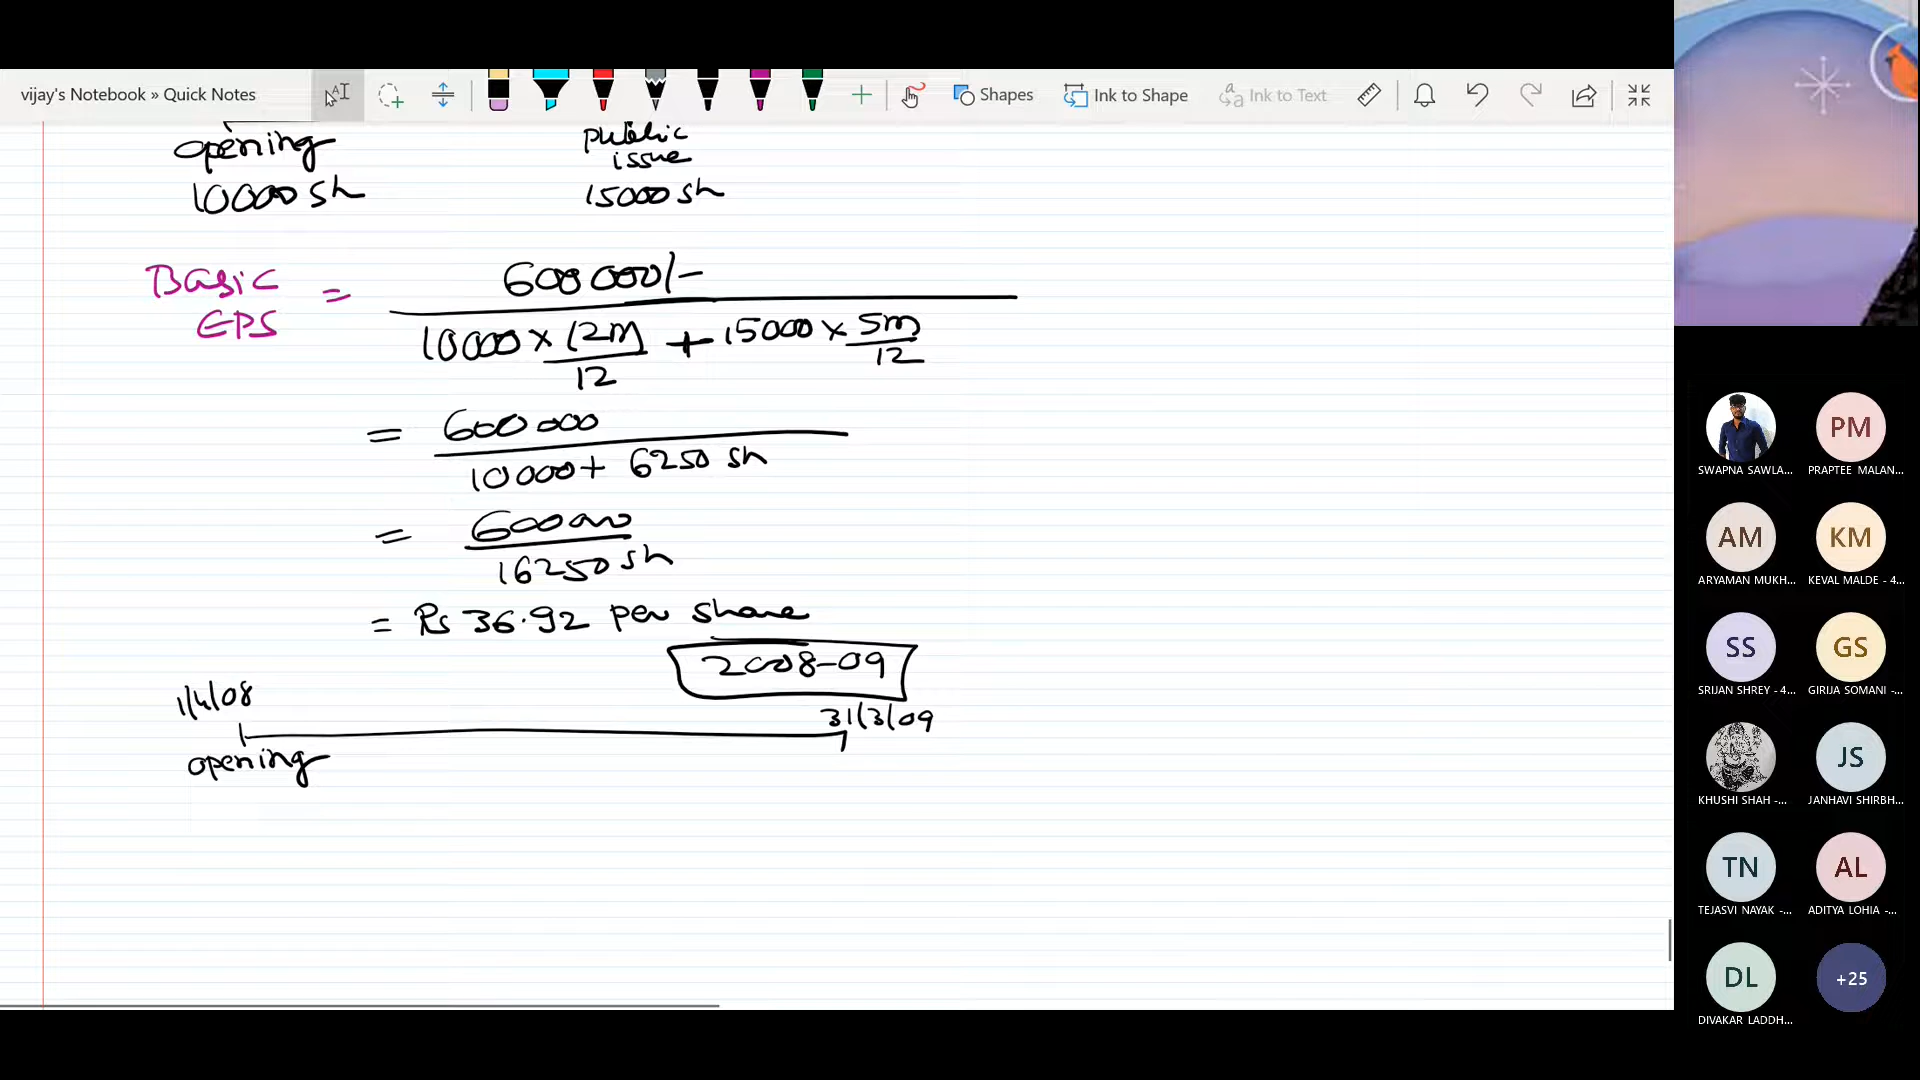 vijay's Notebook » Quick Notes
Shapes
Ink to Shape
Ink to Text
opening
public
issue
10000 sh
15000 sh
Basic EPS = 600000/-
10000 × 12m/12 + 15000 × 5m/12
= 600000
10000 + 6250 sh
= 600000
16250 sh
= Rs 36.92 per share
2008-09
1/4/08
31/3/09
opening
SWAPNA SAWLA...
PM
PRAPTEE MALAN...
AM
ARYAMAN MUKH...
KM
KEVAL MALDE - 4...
SS
SRIJAN SHREY - 4...
GS
GIRIJA SOMANI -...
KHUSHI SHAH -...
JS
JANHAVI SHIRBH...
TN
TEJASVI NAYAK -...
AL
ADITYA LOHIA -...
DL
DIVAKAR LADDH...
+25